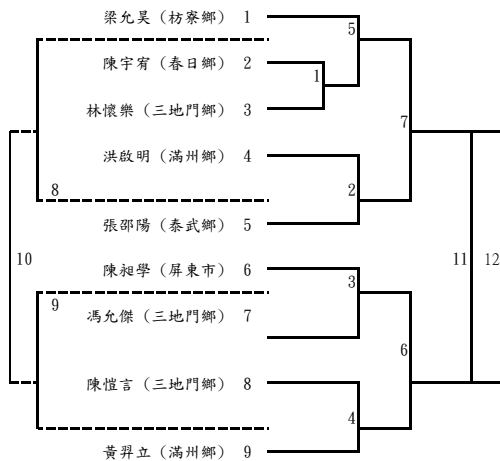 梁允昊（枋寮鄉） 1
5
陳宇宥（春日鄉） 2
1
林懷樂（三地門鄉） 3
7
洪啟明（滿州鄉） 4
8
2
張邵陽（泰武鄉） 5
10
11
12
陳昶學（屏東市） 6
3
9
馮允傑（三地門鄉） 7
6
陳愷言（三地門鄉） 8
4
黃羿立（滿州鄉） 9